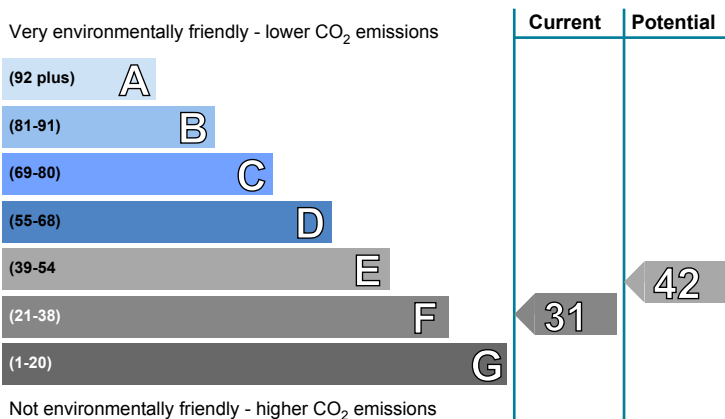 Very environmentally friendly - lower CO₂ emissions
Current
Potential
(92 plus) A
(81-91) B
(69-80) C
(55-68) D
(39-54 E
(21-38) F
(1-20) G
31
42
Not environmentally friendly - higher CO₂ emissions